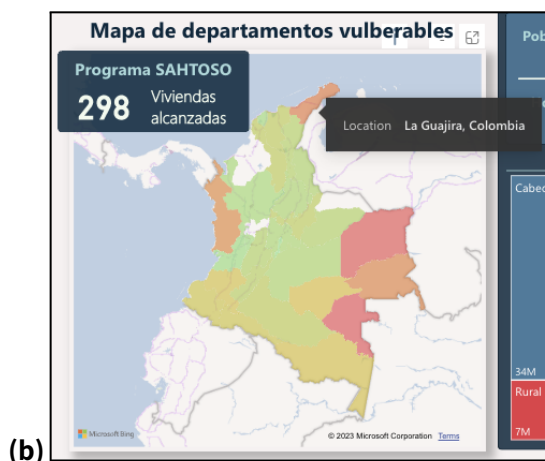 Mapa de departamentos vulberables
Programa SAHTOSO
298 Viviendas
alcanzadas
Location La Guajira, Colombia
Pob
Cabec
34M
Rural
7M
Microsoft Bing
© 2023 Microsoft Corporation Terms
(b)